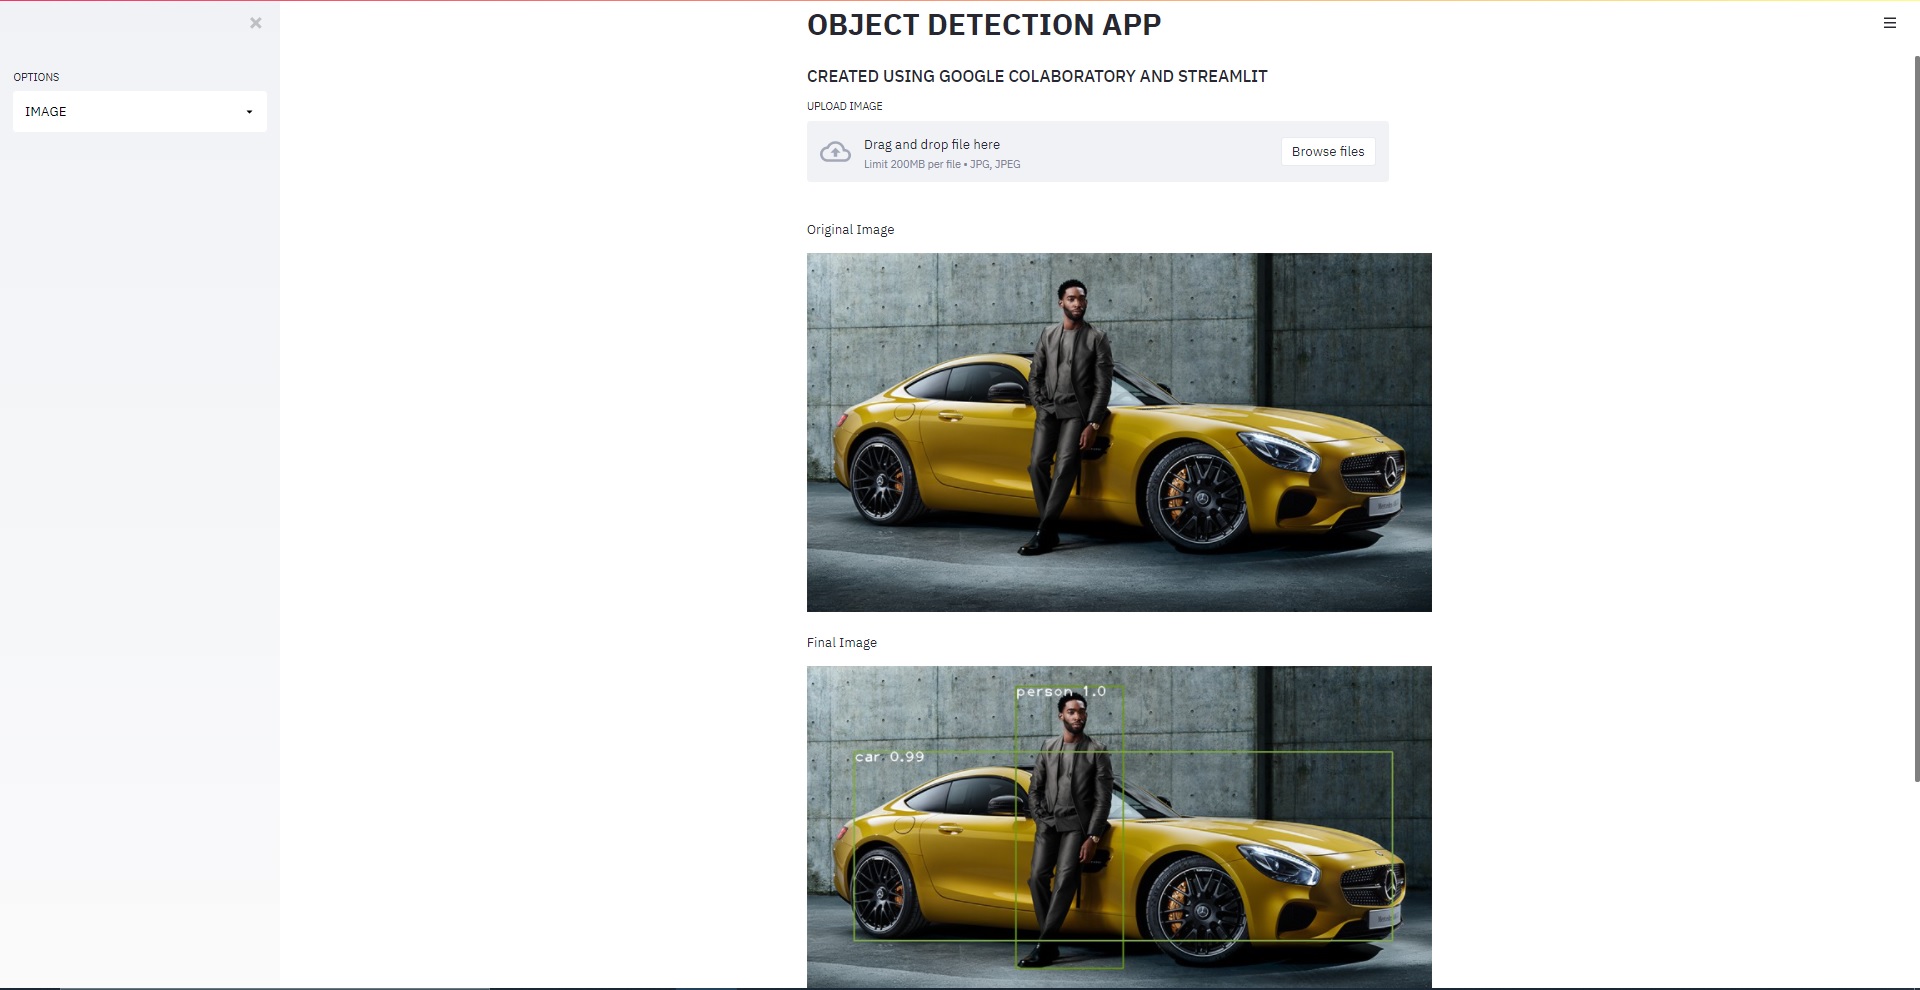 OPTIONS
IMAGE
OBJECT DETECTION APP
CREATED USING GOOGLE COLABORATORY AND STREAMLIT
UPLOAD IMAGE
Drag and drop file here
Limit 200MB per file • JPG, JPEG
Browse files
Original Image
Final Image
person 1.0
car 0.99